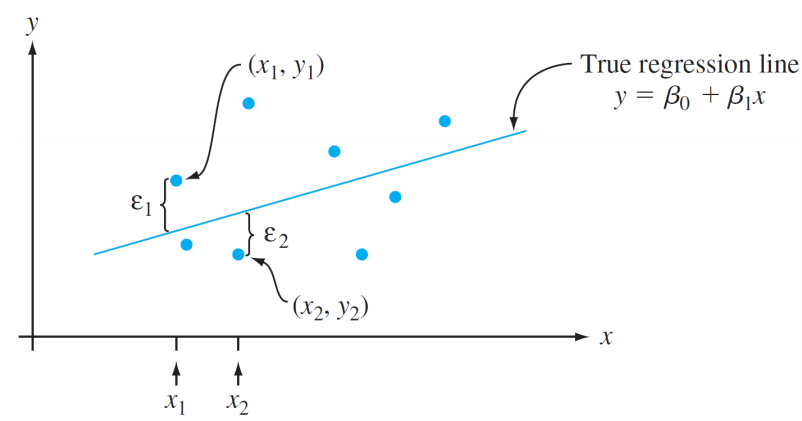 y
(x₁, y₁)
True regression line
y = β₀ + β₁x
ε₁
ε₂
(x₂, y₂)
x
x₁
x₂